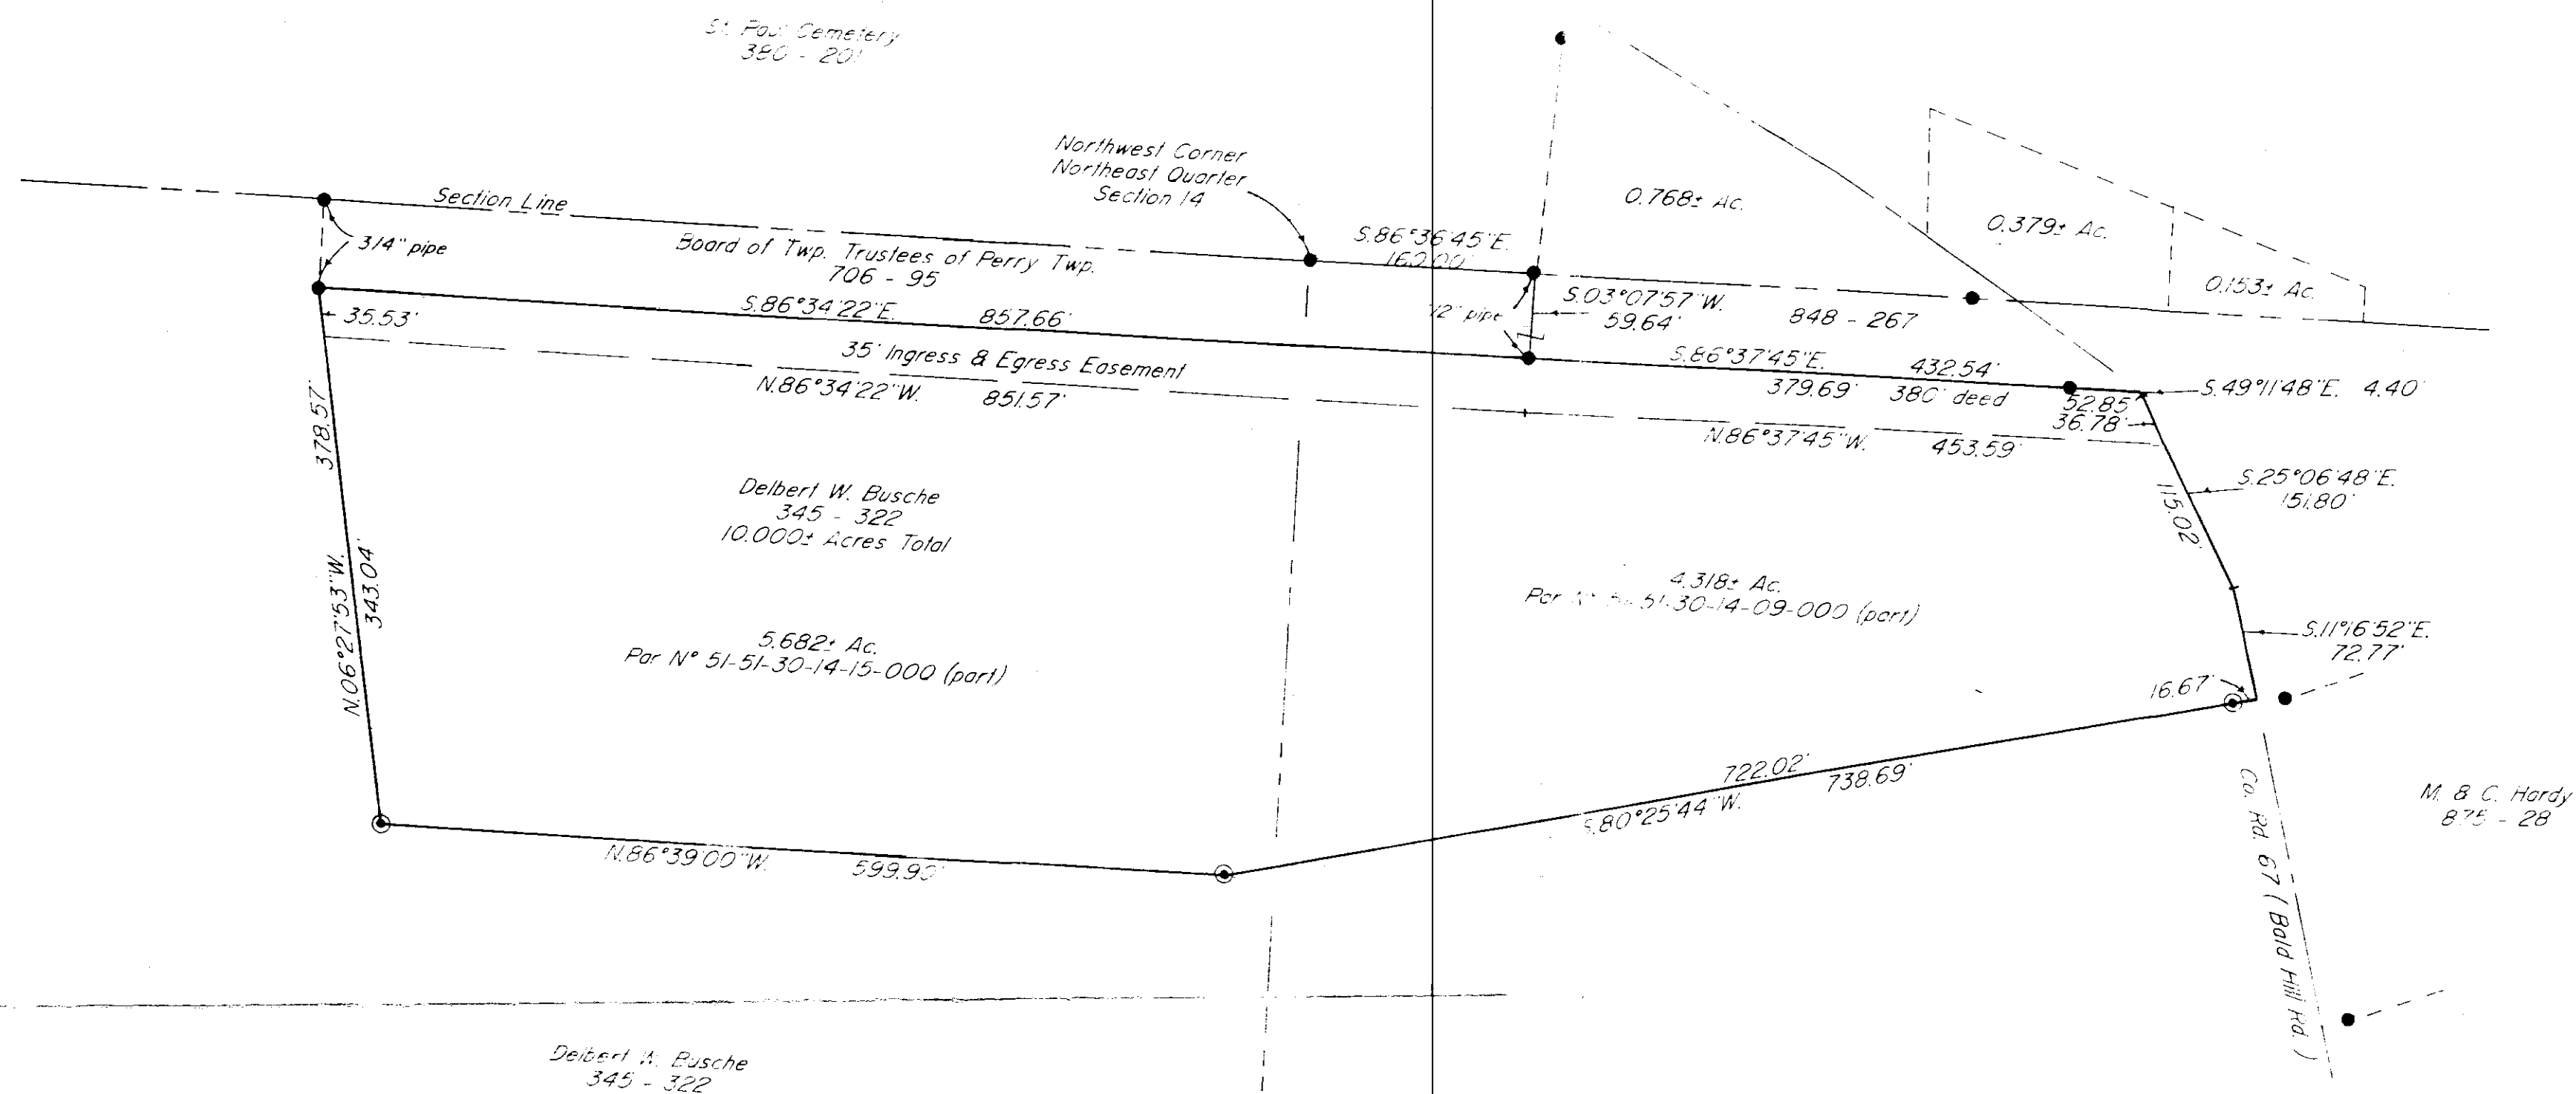 St. Paul Cemetery
380 - 201
Northwest Corner
Northeast Quarter
Section 14
Section Line
3/4" pipe
Board of Twp. Trustees of Perry Twp.
706 - 95
S.86°36'45"E.
160.00'
0.768± Ac.
0.379± Ac.
0.153± Ac.
S.86°34'22"E. 857.66'
35.53'
1/2" pipe
S.03°07'57"W.
59.64'
848 - 267
35' Ingress & Egress Easement
N.86°34'22"W. 851.57'
S.86°37'45"E. 432.54'
379.69' 380' deed
52.85'
36.78'
S.49°11'48"E. 4.40'
N.86°37'45"W. 453.59'
S.25°06'48"E.
151.80'
115.02'
378.57'
N.06°27'53"W.
343.04'
Delbert W. Busche
345 - 322
10.000± Acres Total
5.682± Ac.
Par Nº 51-51-30-14-15-000 (part)
4.318± Ac.
Par Nº 51-30-14-09-000 (part)
S.11°16'52"E.
72.77'
16.67'
722.02'
738.69'
S.80°25'44"W.
N.86°39'00"W.
Co. Rd. 67 ( Bald Hill Rd. )
M. & C. Hardy
875 - 28
Delbert W. Busche
345 - 322